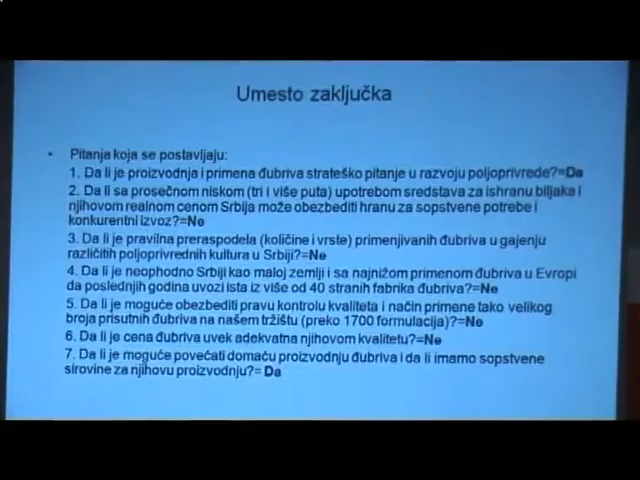 Umesto zaključka
• Pitanja koja se postavljaju:
1. Da li je proizvodnja i primena đubriva strateško pitanje u razvoju poljoprivrede?=Da
2. Da li sa prosečnom niskom (tri i više puta) upotrebom sredstava za ishranu biljaka i
njihovom realnom cenom Srbija može obezbediti hranu za sopstvene potrebe i
konkurentni izvoz?=Ne
3. Da li je pravilna preraspodela (količine i vrste) primenjivanih đubriva u gajenju
različitih poljoprivrednih kultura u Srbiji?=Ne
4. Da li je neophodno Srbiji kao maloj zemlji i sa najnižom primenom đubriva u Evropi
da poslednjih godina uvozi ista iz više od 40 stranih fabrika đubriva?=Ne
5. Da li je moguće obezbediti pravu kontrolu kvaliteta i način primene tako velikog
broja prisutnih đubriva na našem tržištu (preko 1700 formulacija)?=Ne
6. Da li je cena đubriva uvek adekvatna njihovom kvalitetu?=Ne
7. Da li je moguće povećati domaću proizvodnju đubriva i da li imamo sopstvene
sirovine za njihovu proizvodnju?= Da